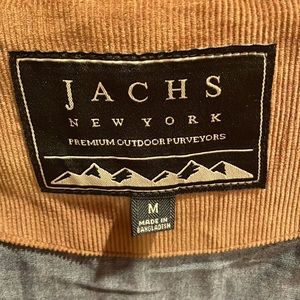 JACHS
NEW YORK
PREMIUM OUTDOOR PURVEYORS
M
MADE IN
BANGLADESH